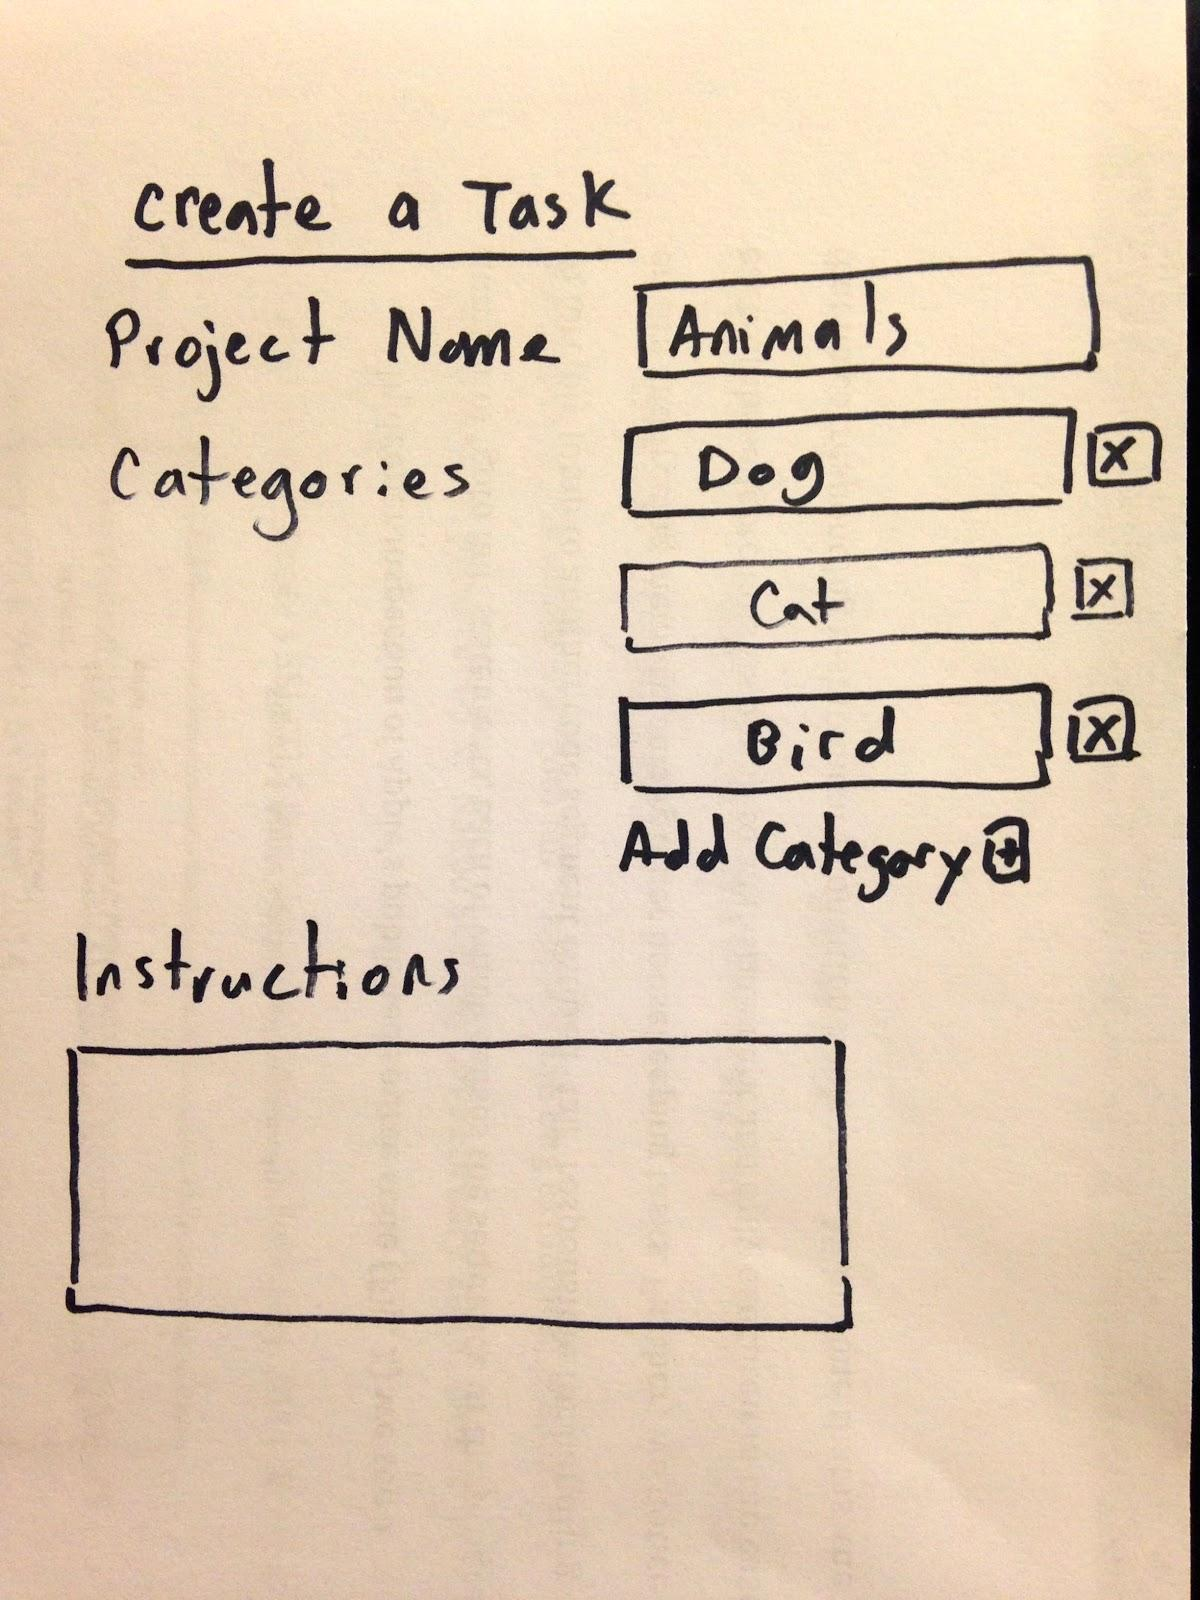 Create a Task
Project Name Animals
Categories Dog X
Cat X
Bird X
Add Category +
Instructions